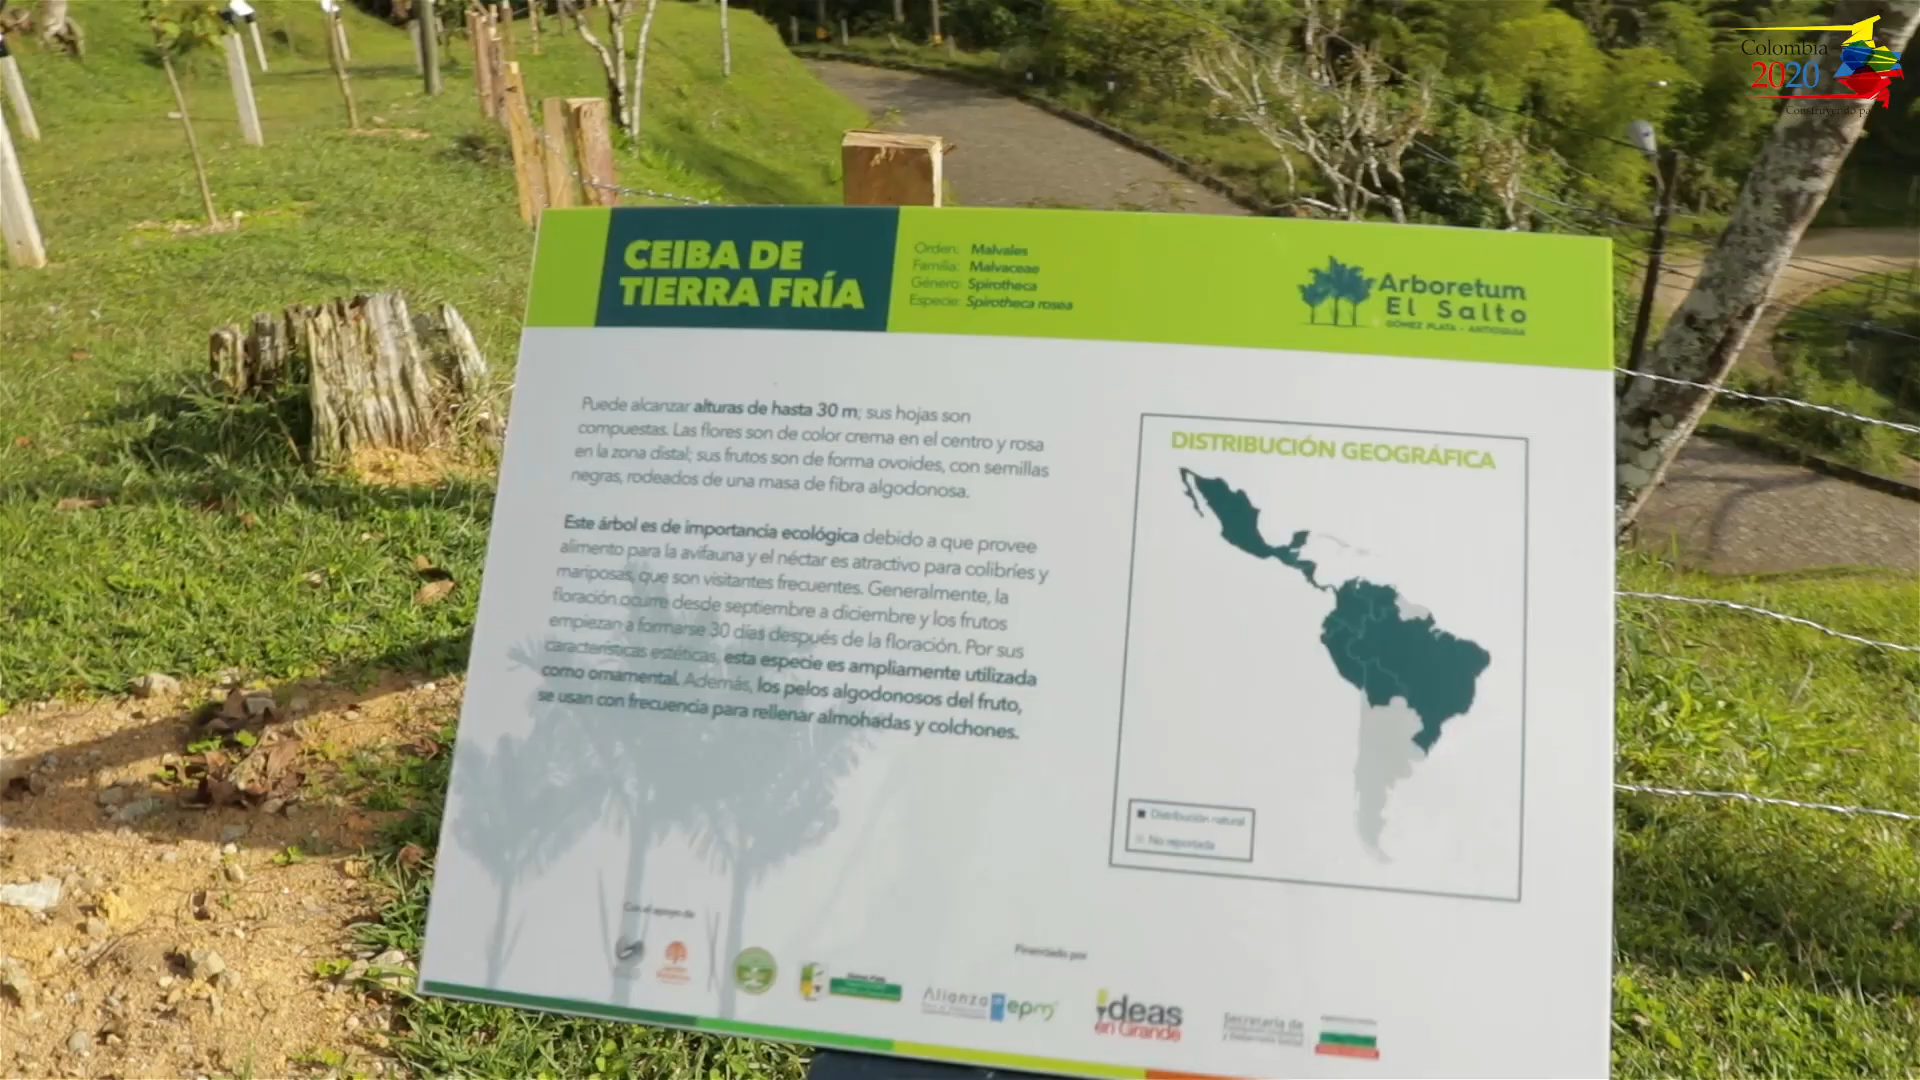 Colombia
2020
CEIBA DE
TIERRA FRÍA
Orden: Malvales
Familia: Malvaceae
Género: Spirotheca
Especie: Spirotheca rosea
Arboretum
El Salto
GÓMEZ PLATA - ANTIOQUIA
Puede alcanzar alturas de hasta 30 m; sus hojas son
compuestas. Las flores son de color crema en el centro y rosa
en la zona distal; sus frutos son de forma ovoides, con semillas
negras, rodeados de una masa de fibra algodonosa.
Este árbol es de importancia ecológica debido a que provee
alimento para la avifauna y el néctar es atractivo para colibríes y
mariposas, que son visitantes frecuentes. Generalmente, la
floración ocurre desde septiembre a diciembre y los frutos
empiezan a formarse 30 días después de la floración. Por sus
características estéticas, esta especie es ampliamente utilizada
como ornamental. Además, los pelos algodonosos del fruto,
se usan con frecuencia para rellenar almohadas y colchones.
DISTRIBUCIÓN GEOGRÁFICA
Distribución natural
No reportada
Con el apoyo de
Financiado por
Alianza
epm
ideas
en Grande
Secretaría de